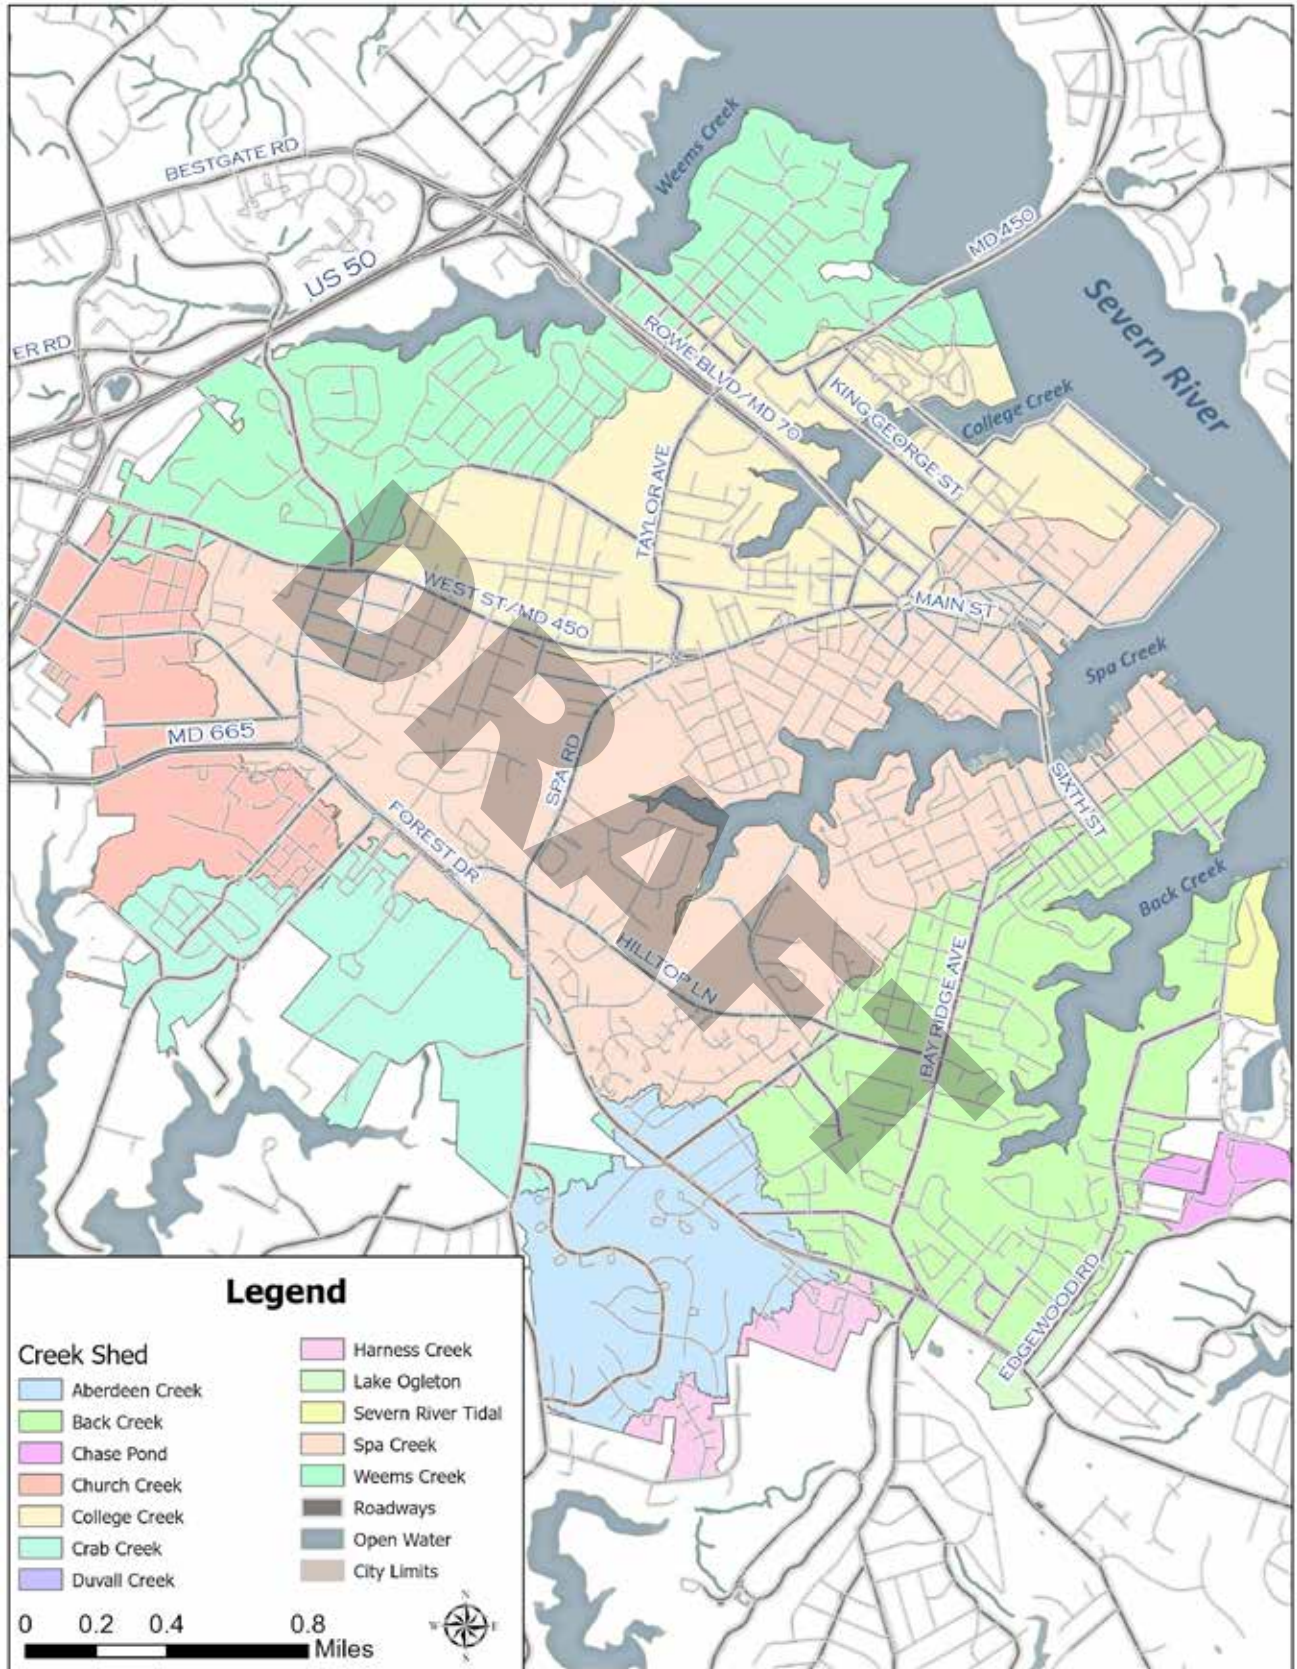 Weems Creek
BESTGATE RD
US 50
MD 450
Severn River
ER RD
ROWE BLVD/MD 70
KING GEORGE ST
College Creek
TAYLOR AVE
WEST ST/MD 450
MAIN ST
Spa Creek
MD 665
SPA RD
SIXTH ST
FOREST DR
Back Creek
HILLTOP LN
BAY RIDGE AVE
EDGEWOOD RD
DRAFT
Legend
Creek Shed
Aberdeen Creek
Back Creek
Chase Pond
Church Creek
College Creek
Crab Creek
Duvall Creek
Harness Creek
Lake Ogleton
Severn River Tidal
Spa Creek
Weems Creek
Roadways
Open Water
City Limits
0 0.2 0.4 0.8
Miles
N
W E
S